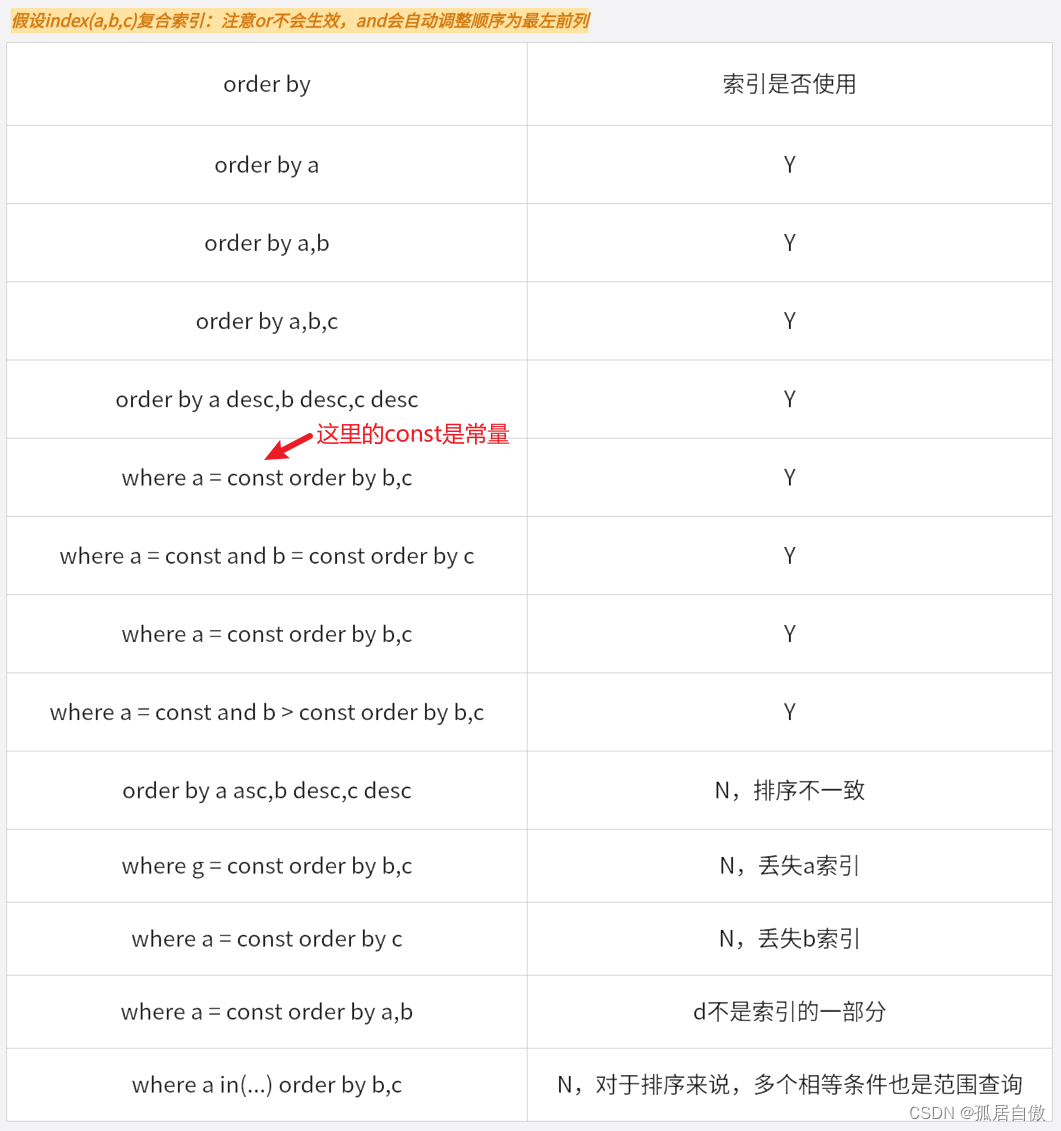 假设index(a,b,c)复合索引：注意or不会生效，and会自动调整顺序为最左前列
order by 索引是否使用
order by a Y
order by a,b Y
order by a,b,c Y
order by a desc,b desc,c desc Y
这里的const是常量
where a = const order by b,c Y
where a = const and b = const order by c Y
where a = const order by b,c Y
where a = const and b > const order by b,c Y
order by a asc,b desc,c desc N，排序不一致
where g = const order by b,c N，丢失a索引
where a = const order by c N，丢失b索引
where a = const order by a,b d不是索引的一部分
where a in(...) order by b,c N，对于排序来说，多个相等条件也是范围查询
CSDN @孤居自傲